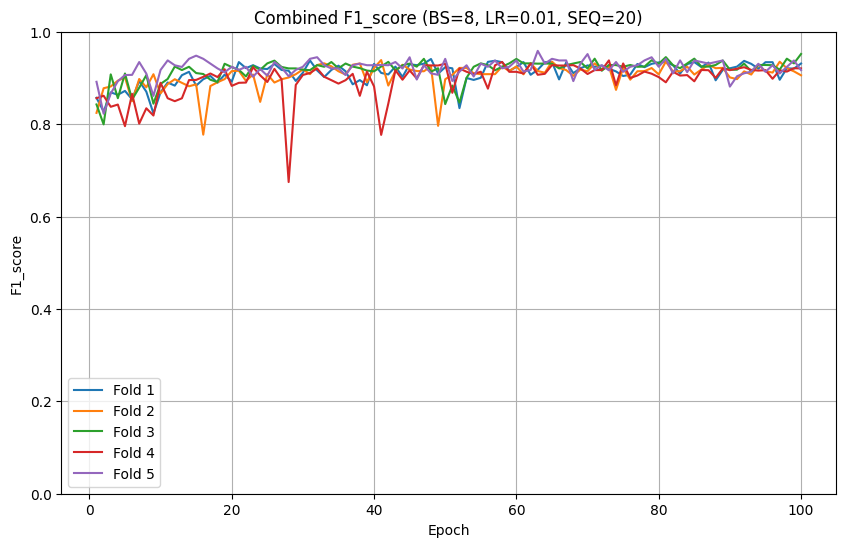 Combined F1_score (BS=8, LR=0.01, SEQ=20)
F1_score
1.0
0.8
0.6
0.4
0.2
0.0
Fold 1
Fold 2
Fold 3
Fold 4
Fold 5
0 20 40 60 80 100
Epoch